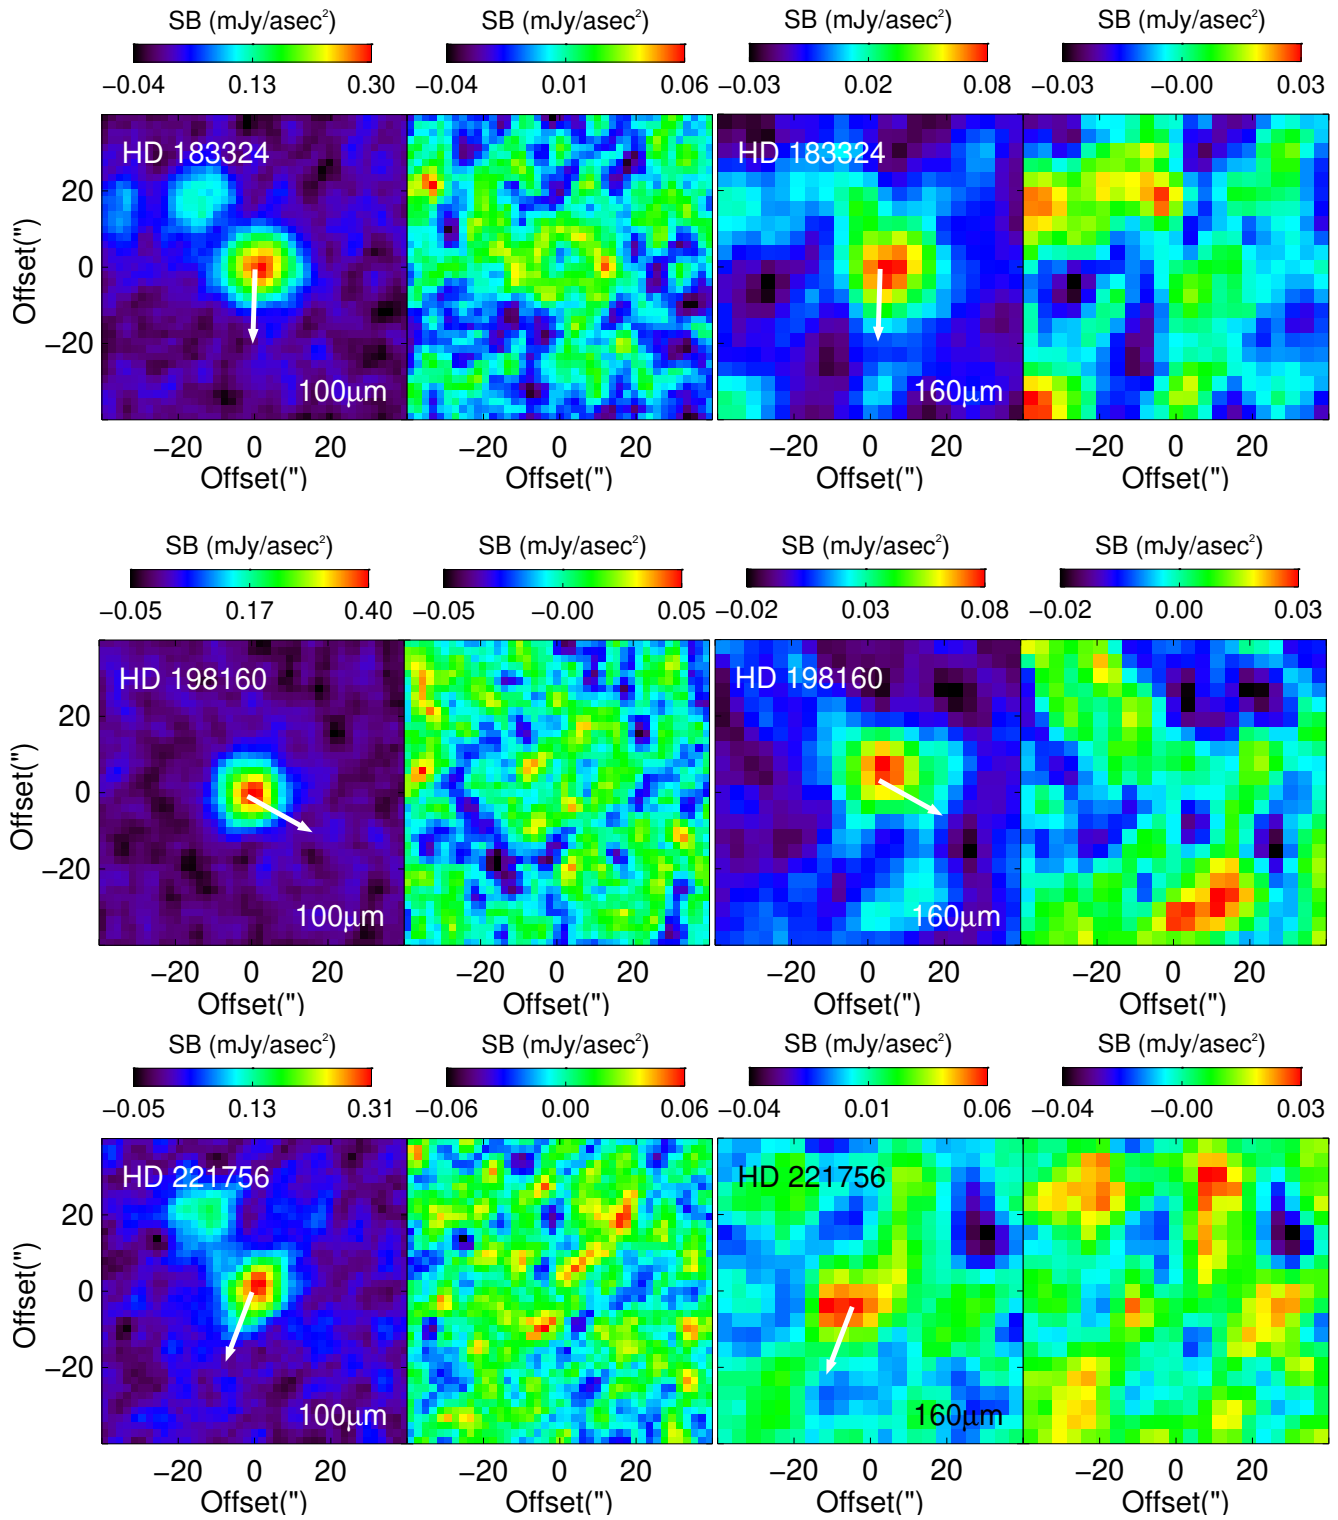 SB (mJy/asec²) SB (mJy/asec²) SB (mJy/asec²) SB (mJy/asec²)
−0.04 0.13 0.30 −0.04 0.01 0.06 −0.03 0.02 0.08 −0.03 −0.00 0.03
HD 183324 HD 183324
20
0
−20
Offset(")
100μm 160μm
−20 0 20 −20 0 20 −20 0 20 −20 0 20
Offset(") Offset(") Offset(") Offset(")
SB (mJy/asec²) SB (mJy/asec²) SB (mJy/asec²) SB (mJy/asec²)
−0.05 0.17 0.40 −0.05 −0.00 0.05 −0.02 0.03 0.08 −0.02 0.00 0.03
HD 198160 HD 198160
20
0
−20
Offset(")
100μm 160μm
−20 0 20 −20 0 20 −20 0 20 −20 0 20
Offset(") Offset(") Offset(") Offset(")
SB (mJy/asec²) SB (mJy/asec²) SB (mJy/asec²) SB (mJy/asec²)
−0.05 0.13 0.31 −0.06 0.00 0.06 −0.04 0.01 0.06 −0.04 −0.00 0.03
HD 221756 HD 221756
20
0
−20
Offset(")
100μm 160μm
−20 0 20 −20 0 20 −20 0 20 −20 0 20
Offset(") Offset(") Offset(") Offset(")